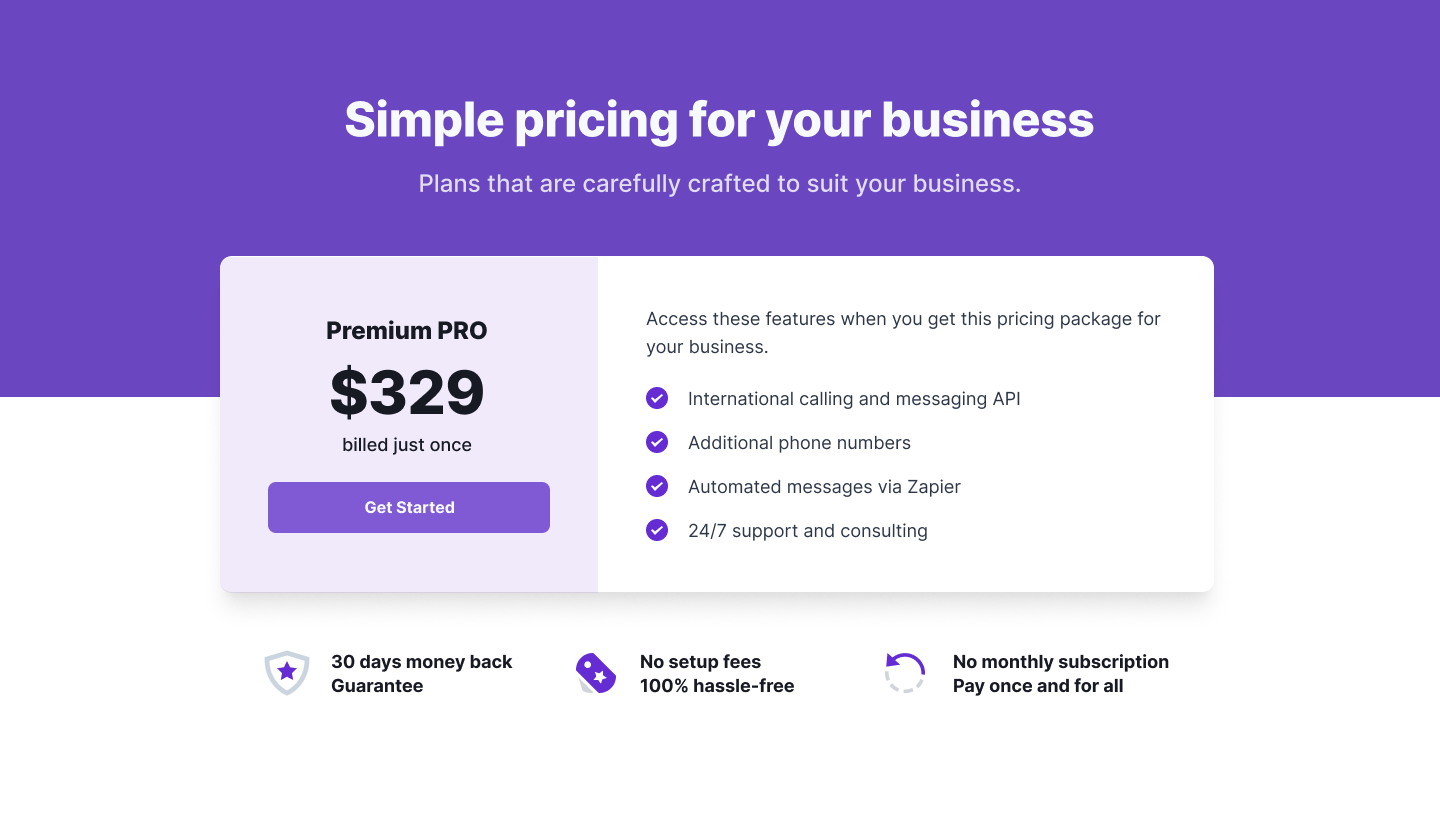 Simple pricing for your business
Plans that are carefully crafted to suit your business.
Premium PRO
$329
billed just once
Get Started
Access these features when you get this pricing package for
your business.
International calling and messaging API
Additional phone numbers
Automated messages via Zapier
24/7 support and consulting
30 days money back
Guarantee
No setup fees
100% hassle-free
No monthly subscription
Pay once and for all